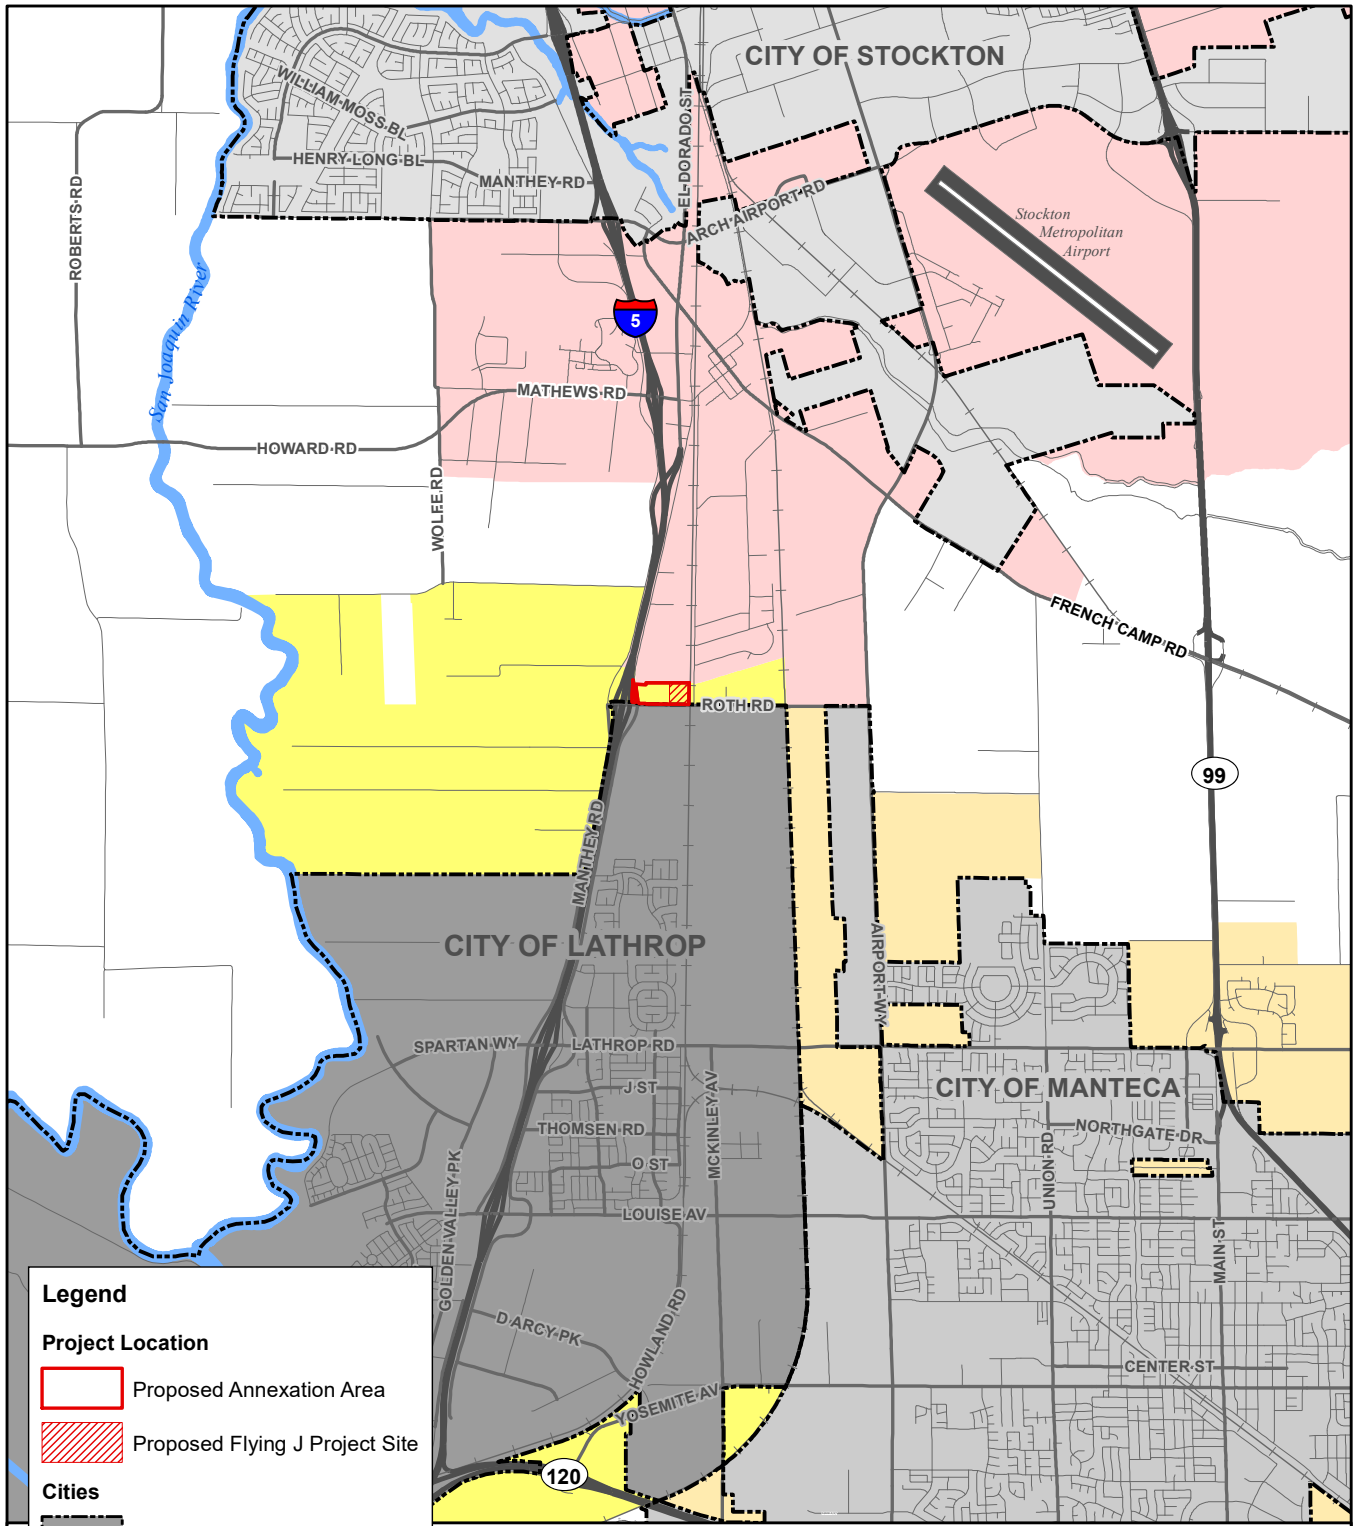 CITY OF STOCKTON
WILLIAM MOSS BL
EL DORADO ST
HENRY LONG BL
MANTHEY RD
ROBERTS RD
ARCH AIRPORT RD
Stockton
Metropolitan
Airport
San Joaquin River
5
MATHEWS RD
HOWARD RD
WOLFE RD
FRENCH CAMP RD
ROTH RD
99
MANTHEY RD
CITY OF LATHROP
AIRPORT WY
SPARTAN WY
LATHROP RD
CITY OF MANTECA
J ST
MCKINLEY AV
THOMSEN RD
NORTHGATE DR
O ST
UNION RD
GOLDEN VALLEY PK
LOUISE AV
MAIN ST
D ARCY PK
HOWLAND RD
CENTER ST
YOSEMITE AV
120
Legend
Project Location
Proposed Annexation Area
Proposed Flying J Project Site
Cities